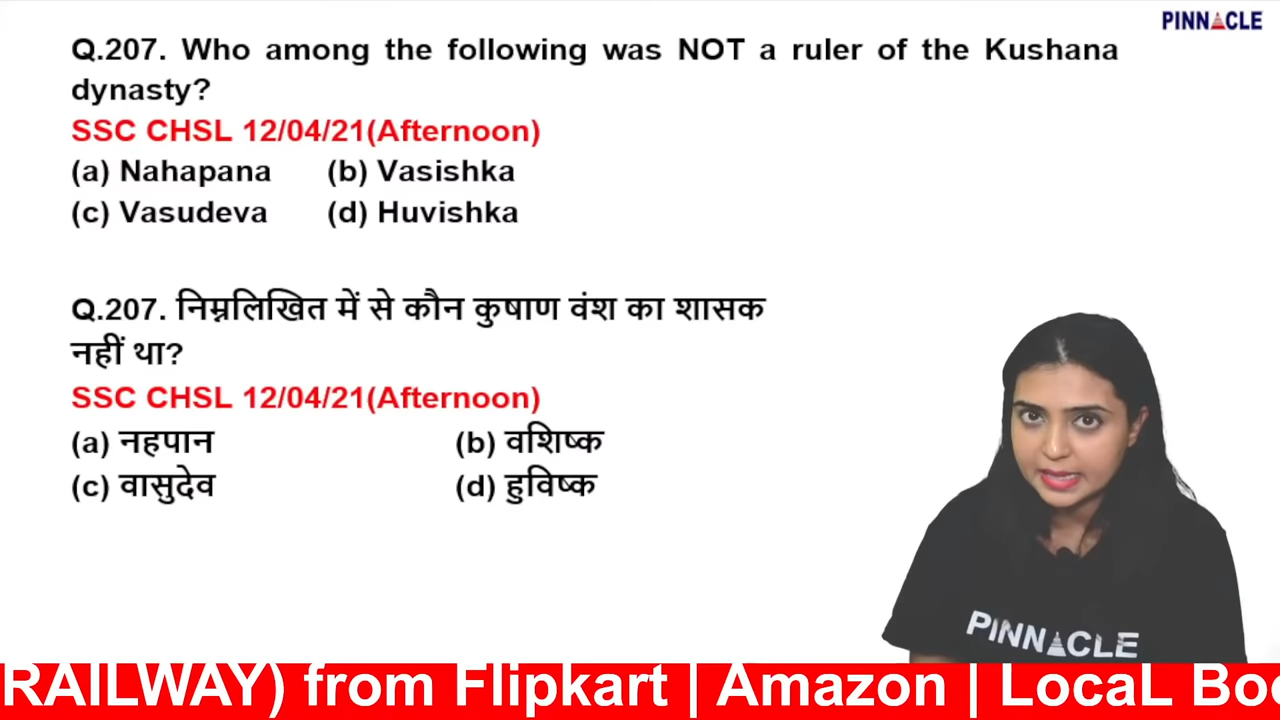 PINNACLE
Q.207. Who among the following was NOT a ruler of the Kushana
dynasty?
SSC CHSL 12/04/21(Afternoon)
(a) Nahapana (b) Vasishka
(c) Vasudeva (d) Huvishka
Q.207. निम्नलिखित में से कौन कुषाण वंश का शासक
नहीं था?
SSC CHSL 12/04/21(Afternoon)
(a) नहपान (b) वशिष्क
(c) वासुदेव (d) हुविष्क
PINNACLE
RAILWAY) from Flipkart | Amazon | LocaL